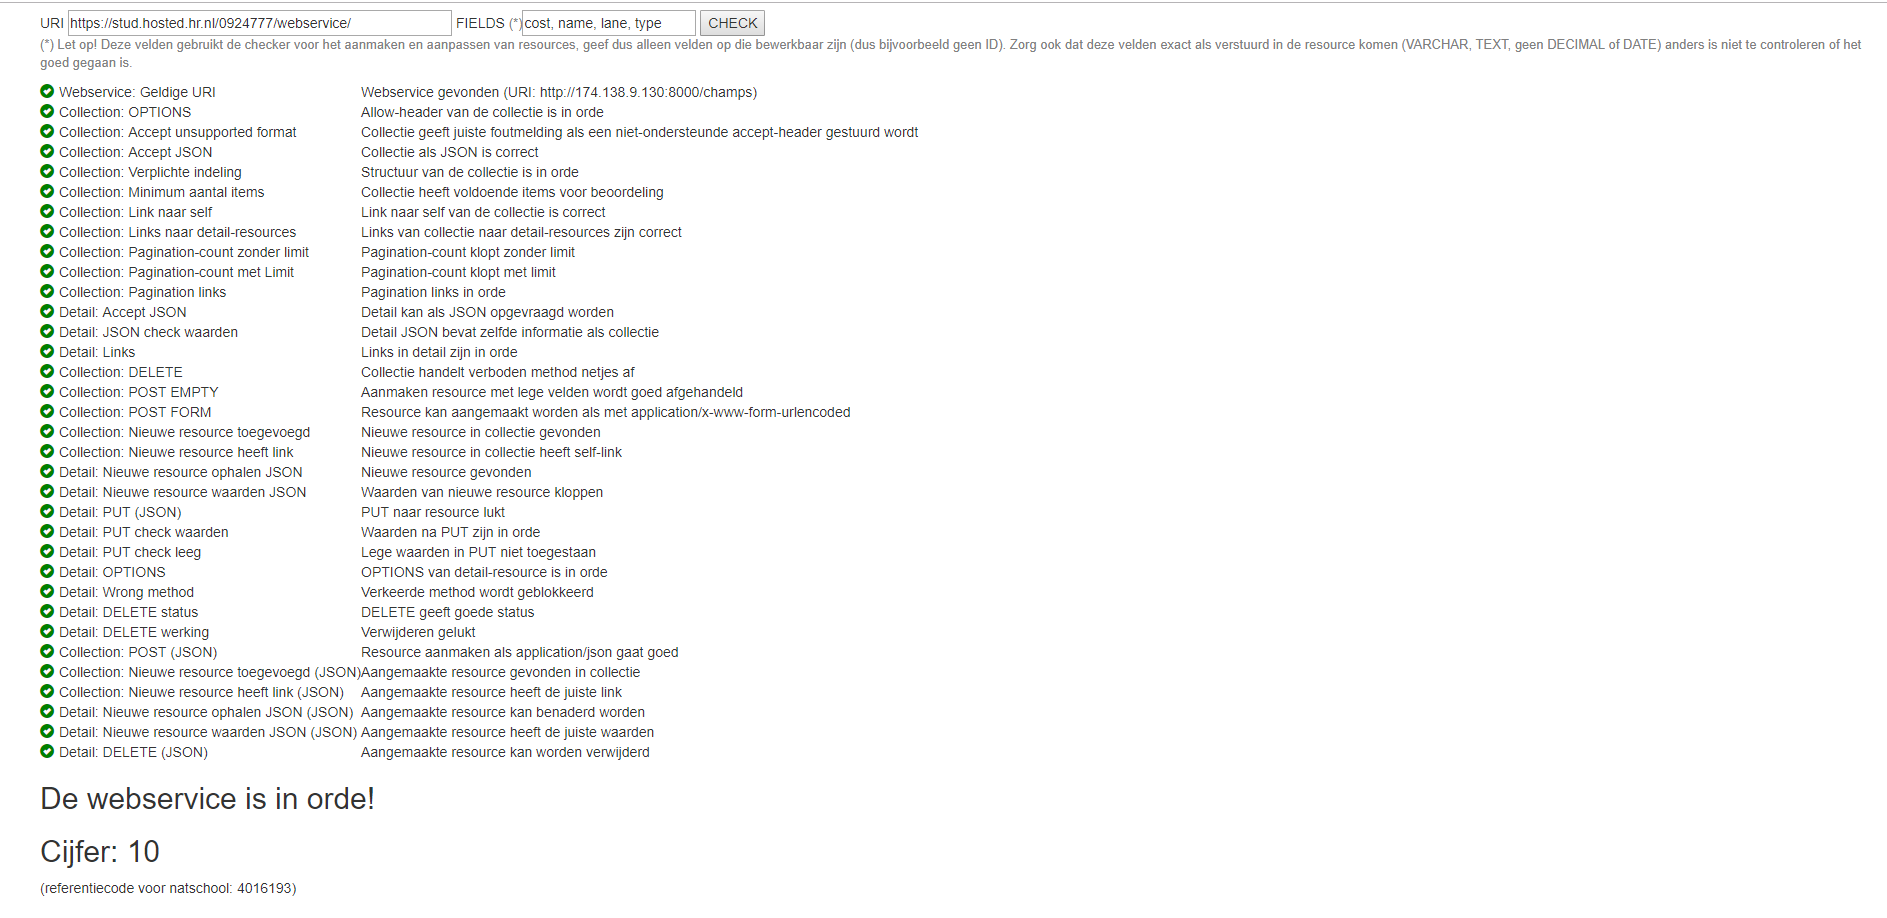 URI https://stud.hosted.hr.nl/0924777/webservice/ FIELDS (*) cost, name, lane, type CHECK
(*) Let op! Deze velden gebruikt de checker voor het aanmaken en aanpassen van resources, geef dus alleen velden op die bewerkbaar zijn (dus bijvoorbeeld geen ID). Zorg ook dat deze velden exact als verstuurd in de resource komen (VARCHAR, TEXT, geen DECIMAL of DATE) anders is niet te controleren of het
goed gegaan is.
Webservice: Geldige URI Webservice gevonden (URI: http://174.138.9.130:8000/champs)
Collection: OPTIONS Allow-header van de collectie is in orde
Collection: Accept unsupported format Collectie geeft juiste foutmelding als een niet-ondersteunde accept-header gestuurd wordt
Collection: Accept JSON Collectie als JSON is correct
Collection: Verplichte indeling Structuur van de collectie is in orde
Collection: Minimum aantal items Collectie heeft voldoende items voor beoordeling
Collection: Link naar self Link naar self van de collectie is correct
Collection: Links naar detail-resources Links van collectie naar detail-resources zijn correct
Collection: Pagination-count zonder limit Pagination-count klopt zonder limit
Collection: Pagination-count met Limit Pagination-count klopt met limit
Collection: Pagination links Pagination links in orde
Detail: Accept JSON Detail kan als JSON opgevraagd worden
Detail: JSON check waarden Detail JSON bevat zelfde informatie als collectie
Detail: Links Links in detail zijn in orde
Collection: DELETE Collectie handelt verboden method netjes af
Collection: POST EMPTY Aanmaken resource met lege velden wordt goed afgehandeld
Collection: POST FORM Resource kan aangemaakt worden als met application/x-www-form-urlencoded
Collection: Nieuwe resource toegevoegd Nieuwe resource in collectie gevonden
Collection: Nieuwe resource heeft link Nieuwe resource in collectie heeft self-link
Detail: Nieuwe resource ophalen JSON Nieuwe resource gevonden
Detail: Nieuwe resource waarden JSON Waarden van nieuwe resource kloppen
Detail: PUT (JSON) PUT naar resource lukt
Detail: PUT check waarden Waarden na PUT zijn in orde
Detail: PUT check leeg Lege waarden in PUT niet toegestaan
Detail: OPTIONS OPTIONS van detail-resource is in orde
Detail: Wrong method Verkeerde method wordt geblokkeerd
Detail: DELETE status DELETE geeft goede status
Detail: DELETE werking Verwijderen gelukt
Collection: POST (JSON) Resource aanmaken als application/json gaat goed
Collection: Nieuwe resource toegevoegd (JSON) Aangemaakte resource gevonden in collectie
Collection: Nieuwe resource heeft link (JSON) Aangemaakte resource heeft de juiste link
Detail: Nieuwe resource ophalen JSON (JSON) Aangemaakte resource kan benaderd worden
Detail: Nieuwe resource waarden JSON (JSON) Aangemaakte resource heeft de juiste waarden
Detail: DELETE (JSON) Aangemaakte resource kan worden verwijderd
De webservice is in orde!
Cijfer: 10
(referentiecode voor natschool: 4016193)